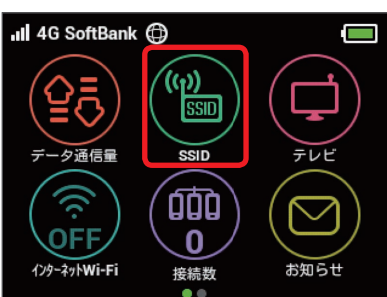 4G SoftBank
SSID
データ通信量
SSID
テレビ
OFF
0
インターネットWi-Fi
接続数
お知らせ